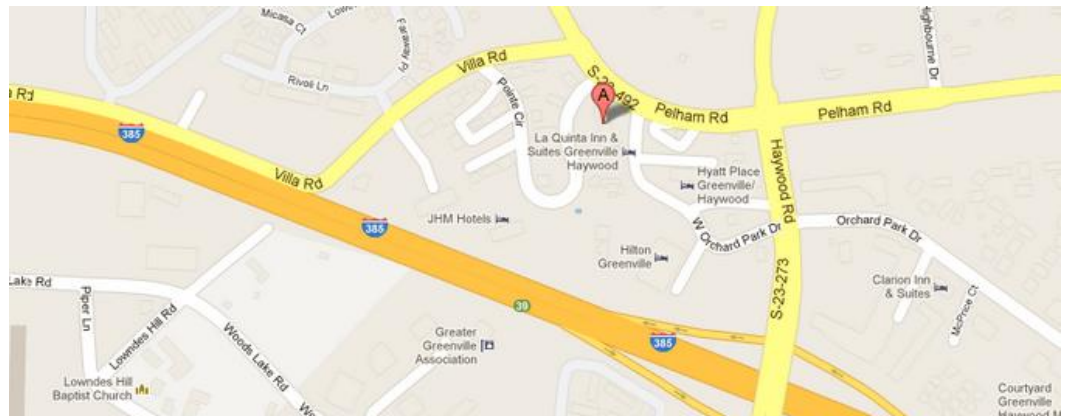 Micasa Ct
Faraway Pl
Rivoli Ln
Villa Rd
Pointe Cir
S-23-492
A
Pelham Rd
Pelham Rd
Rd
385
La Quinta Inn &
Suites Greenville
Haywood
Hyatt Place
Greenville/
Haywood
Haywood Rd
Villa Rd
JHM Hotels
385
W Orchard Park Dr
Orchard Park Dr
Hilton
Greenville
S-23-273
Clarion Inn
& Suites
McPrice Ct
Lake Rd
Piper Ln
Lowndes Hill Rd
Woods Lake Rd
39
Greater
Greenville
Association
385
Lowndes Hill
Baptist Church
Courtyard
Greenville